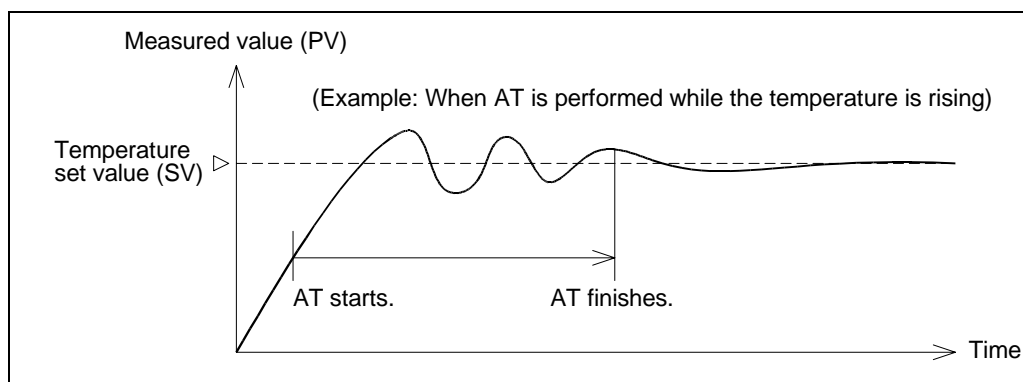 Measured value (PV)
(Example: When AT is performed while the temperature is rising)
Temperature
set value (SV)
AT starts.
AT finishes.
Time